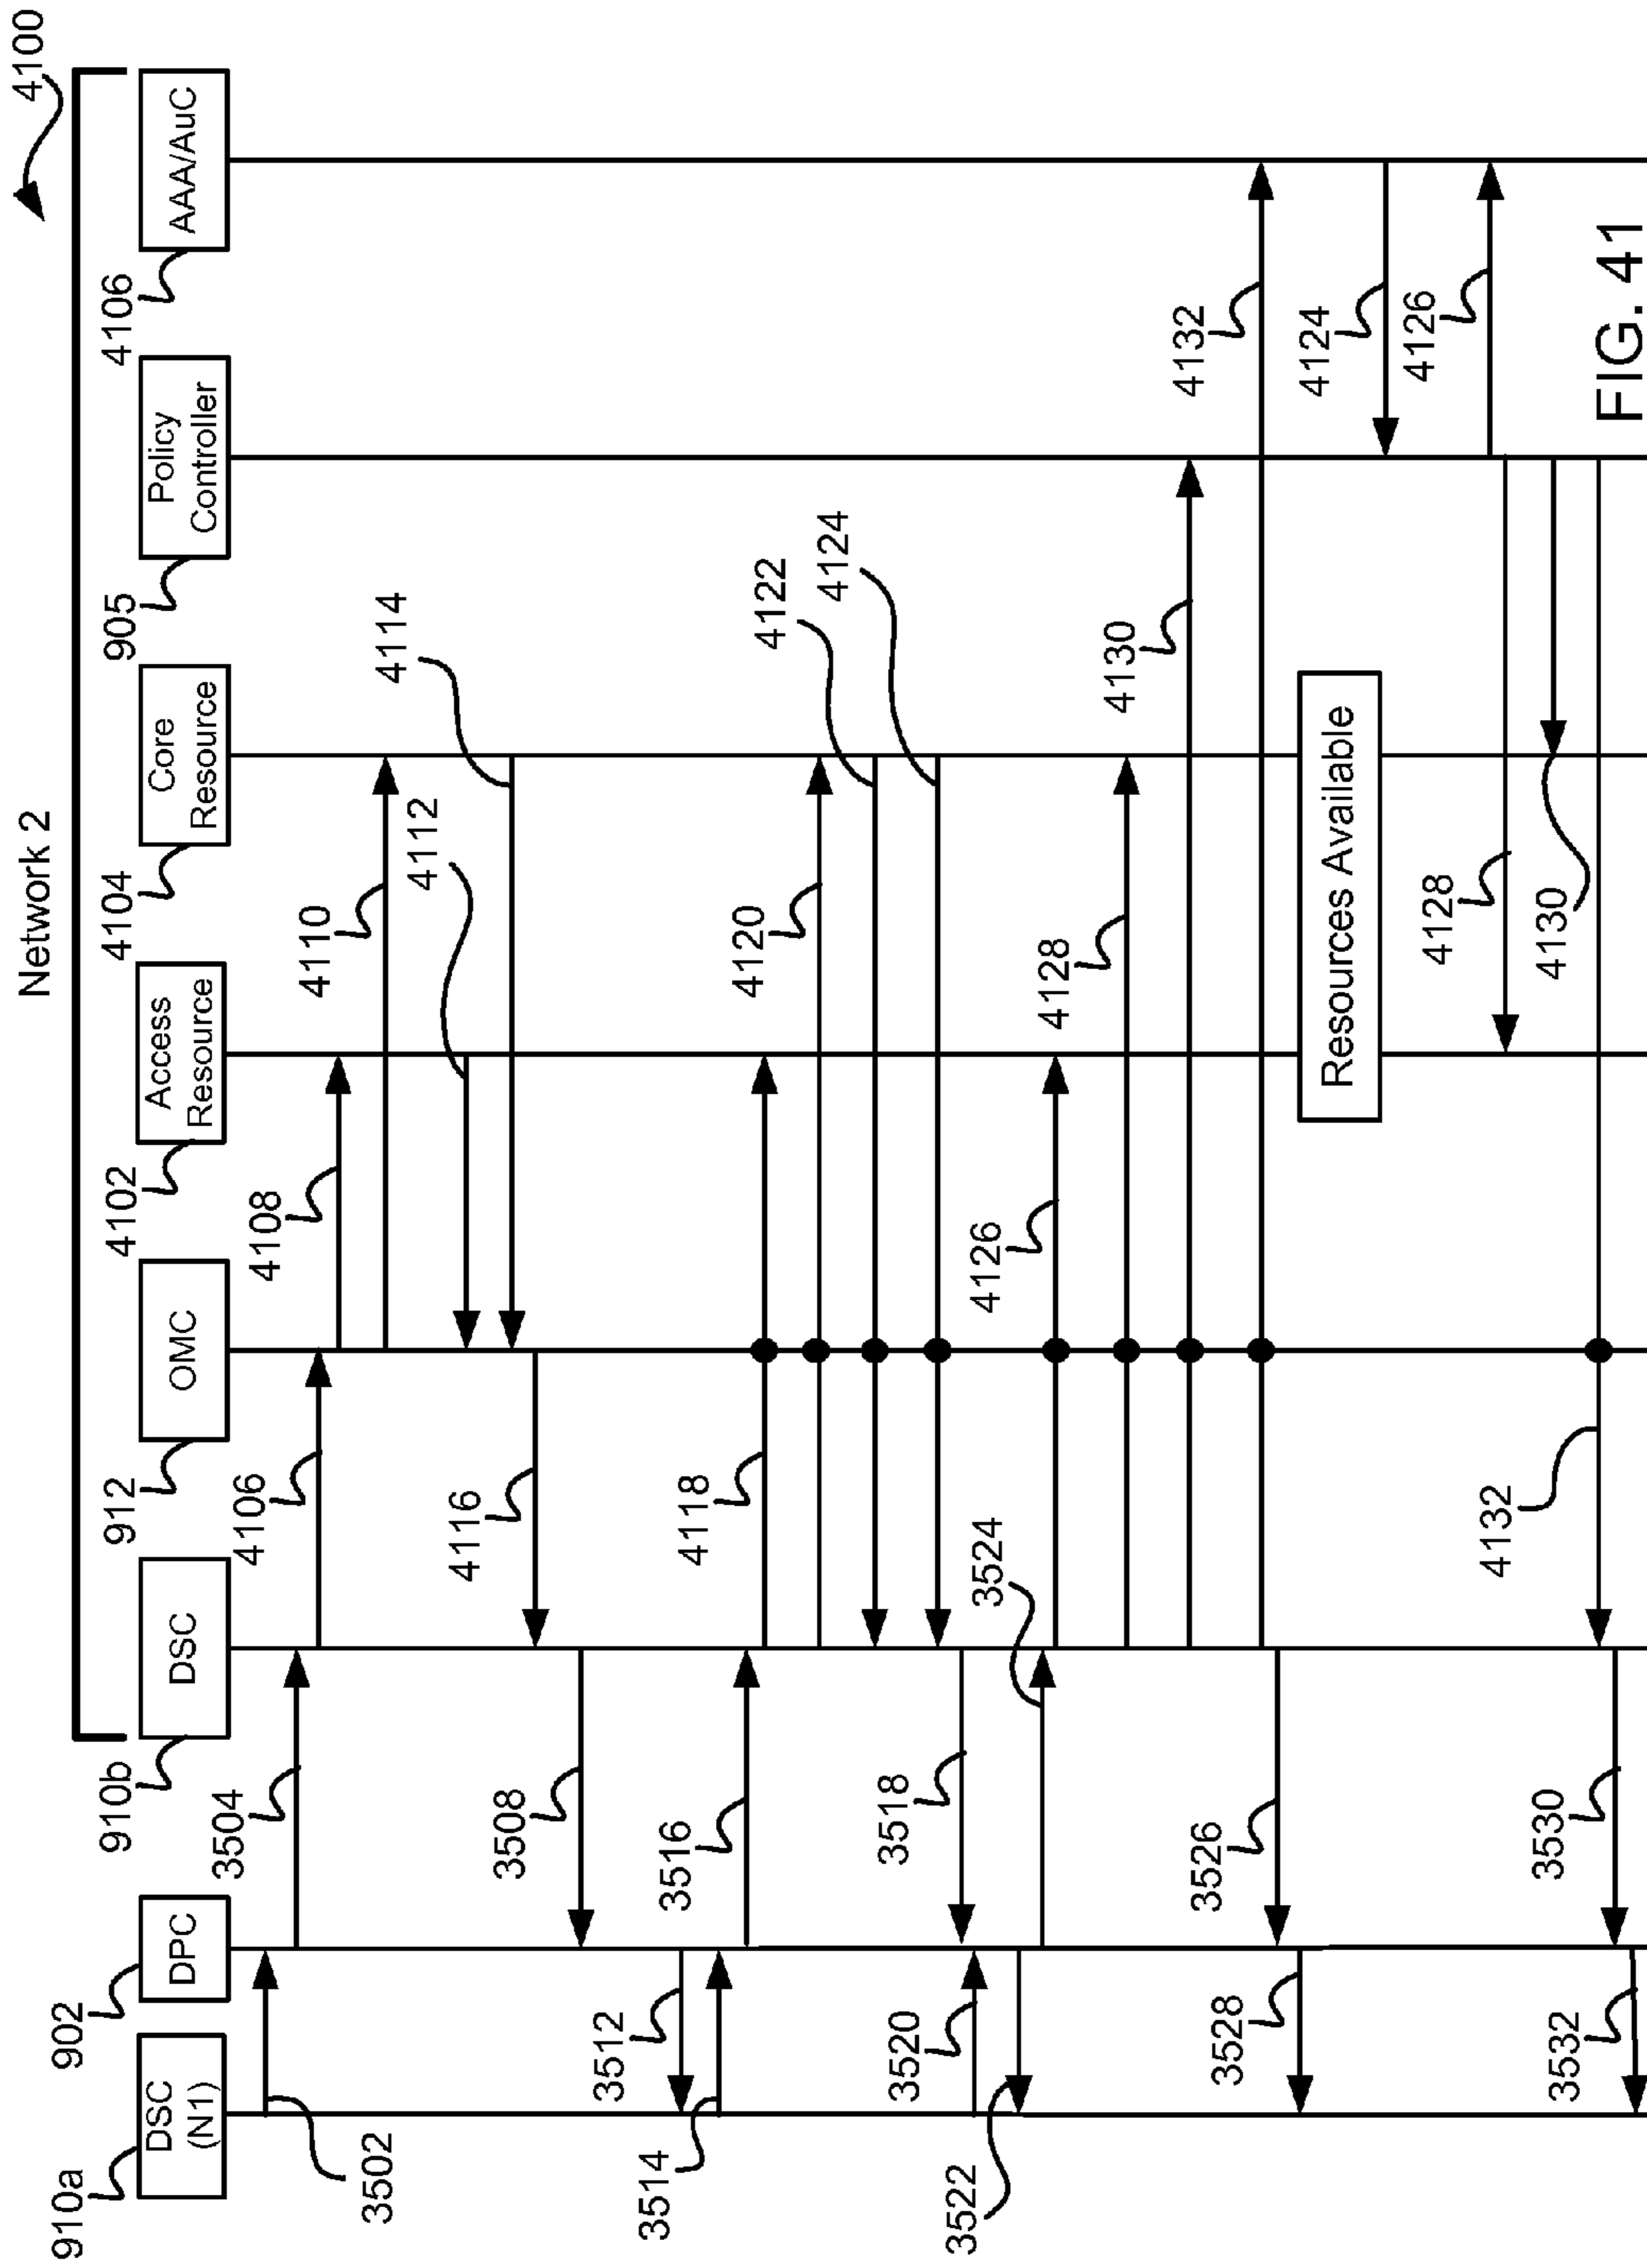 4100
Network 2
910a
DSC
(N1)
902
DPC
910b
DSC
912
OMC
4102
Access
Resource
4104
Core
Resource
905
Policy
Controller
4106
AAA/AuC
3502
3504
4106
4108
4110
4112
4114
4116
3508
3512
3514
3516
4118
4120
4122
4124
3518
3520
3522
3524
4126
4128
4130
4132
3526
3528
Resources Available
4124
4126
4128
4130
4132
3530
3532
FIG. 41